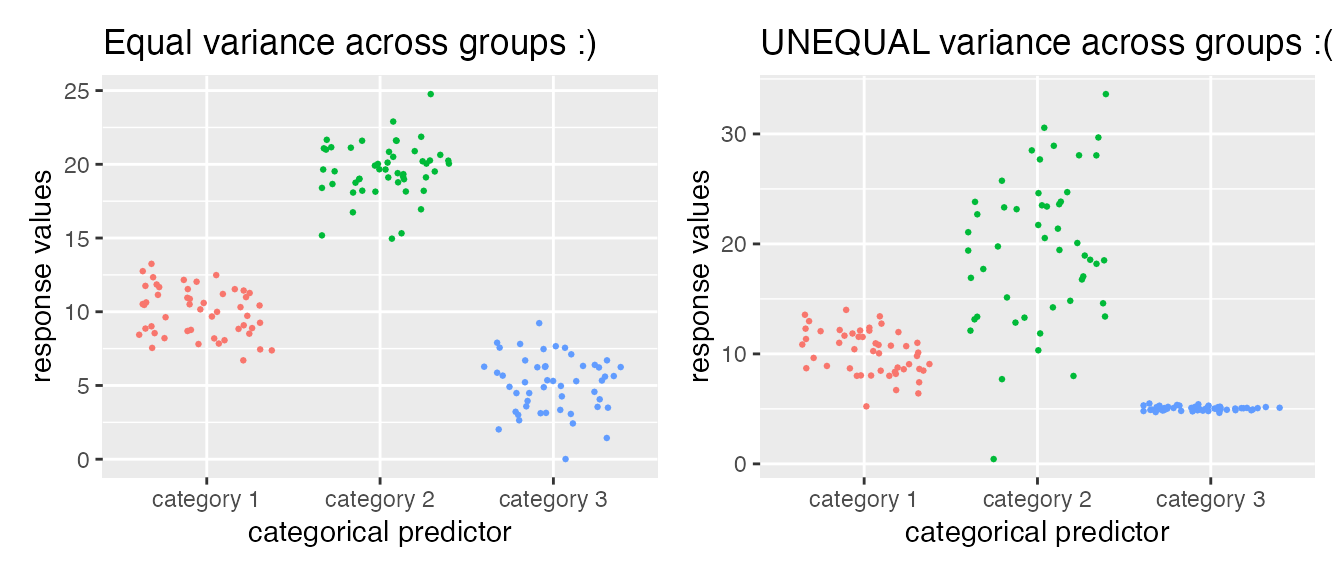 Equal variance across groups :)
25
20
15
10
5
0
response values
category 1
category 2
category 3
categorical predictor
UNEQUAL variance across groups :(
30
20
10
0
response values
category 1
category 2
category 3
categorical predictor